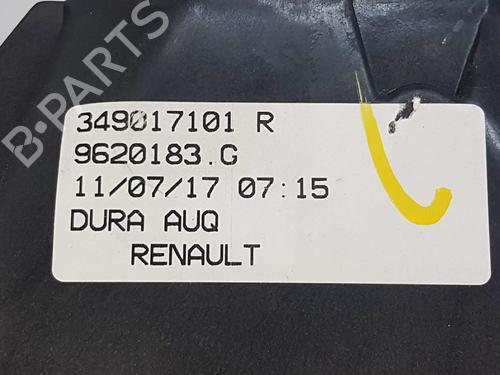 B-PARTS
349017101 R
9620183.G
11/07/17 07:15
DURA AUQ
RENAULT